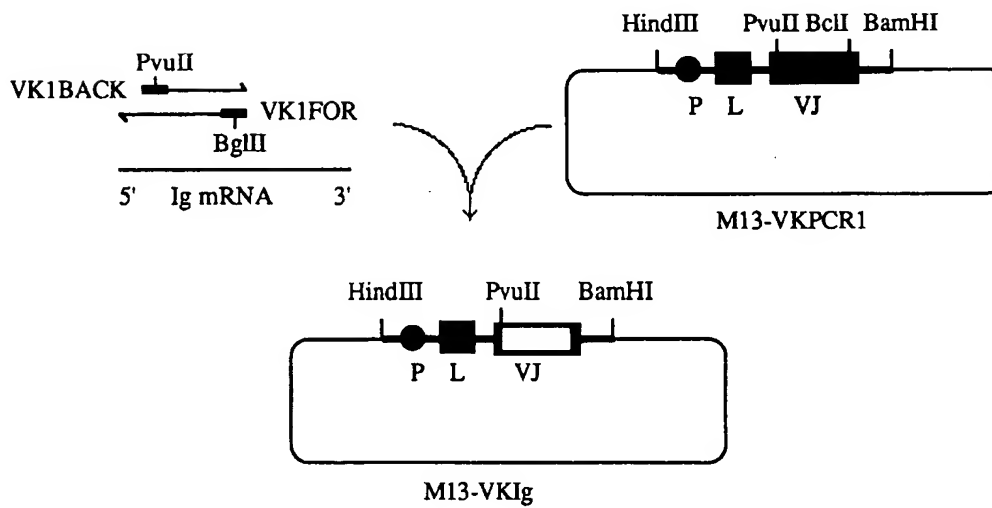 PvuII
VK1BACK
VK1FOR
BglII
5' Ig mRNA 3'
HindIII PvuII BclI BamHI
P L VJ
M13-VKPCR1
HindIII PvuII BamHI
P L VJ
M13-VKIg